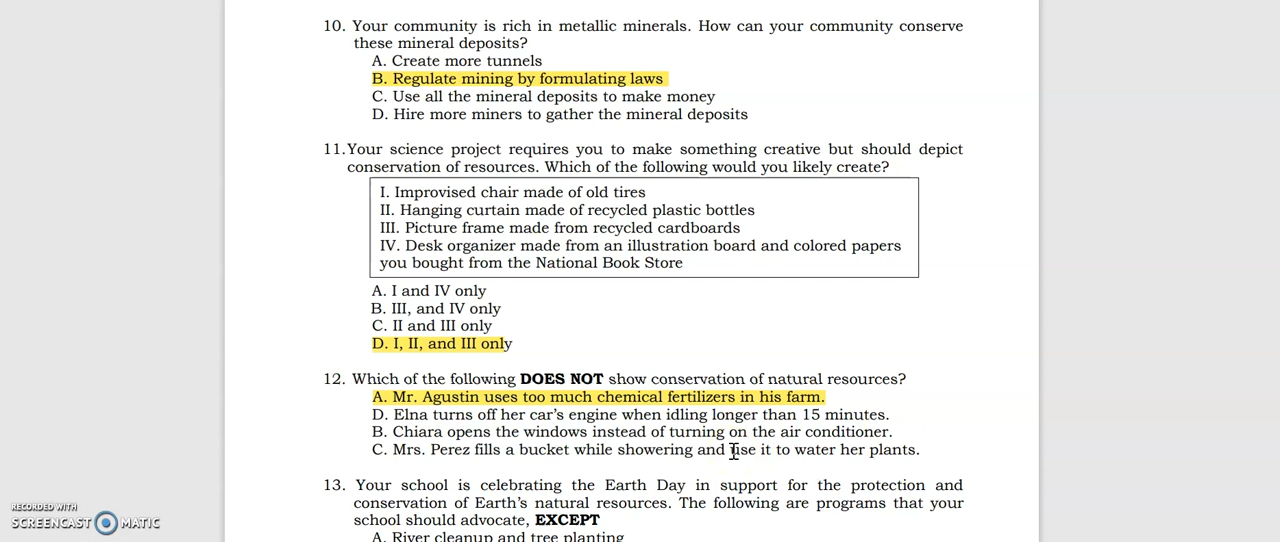 10. Your community is rich in metallic minerals. How can your community conserve
these mineral deposits?
A. Create more tunnels
B. Regulate mining by formulating laws
C. Use all the mineral deposits to make money
D. Hire more miners to gather the mineral deposits
11.Your science project requires you to make something creative but should depict
conservation of resources. Which of the following would you likely create?
I. Improvised chair made of old tires
II. Hanging curtain made of recycled plastic bottles
III. Picture frame made from recycled cardboards
IV. Desk organizer made from an illustration board and colored papers
you bought from the National Book Store
A. I and IV only
B. III, and IV only
C. II and III only
D. I, II, and III only
12. Which of the following DOES NOT show conservation of natural resources?
A. Mr. Agustin uses too much chemical fertilizers in his farm.
D. Elna turns off her car's engine when idling longer than 15 minutes.
B. Chiara opens the windows instead of turning on the air conditioner.
C. Mrs. Perez fills a bucket while showering and use it to water her plants.
13. Your school is celebrating the Earth Day in support for the protection and
conservation of Earth's natural resources. The following are programs that your
school should advocate, EXCEPT
A. River cleanup and tree planting
RECORDED WITH
SCREENCAST MATIC